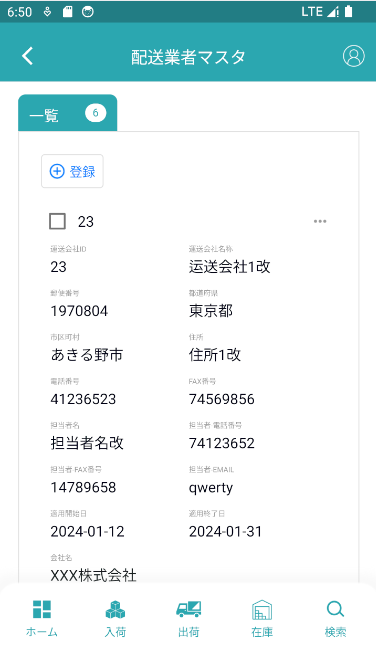 6:50 LTE
配送業者マスタ
一覧 6
登録
23
運送会社ID 運送会社名称
23 运送会社1改
郵便番号 都道府県
1970804 東京都
市区町村 住所
あきる野市 住所1改
電話番号 FAX番号
41236523 74569856
担当者名 担当者 電話番号
担当者名改 74123652
担当者 FAX番号 担当者 EMAIL
14789658 qwerty
適用開始日 適用終了日
2024-01-12 2024-01-31
会社名
XXX株式会社
ホーム 入荷 出荷 在庫 検索